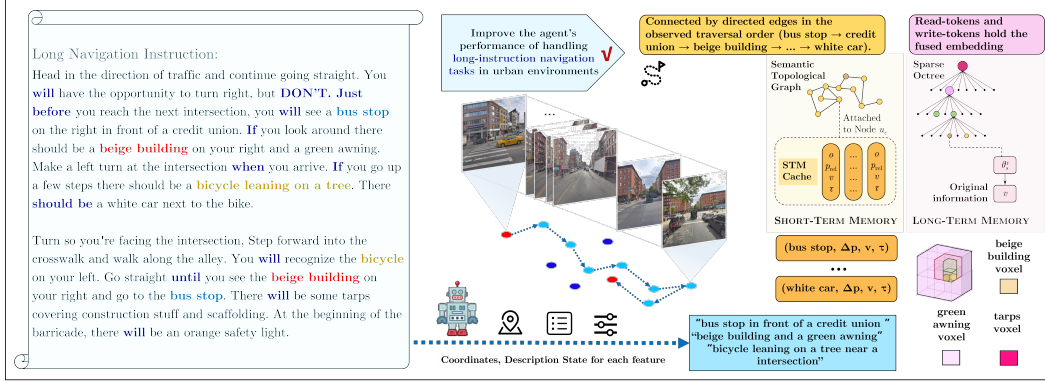 Long Navigation Instruction:
Head in the direction of traffic and continue going straight. You
will have the opportunity to turn right, but DON'T. Just
before you reach the next intersection, you will see a bus stop
on the right in front of a credit union. If you look around there
should be a beige building on your right and a green awning.
Make a left turn at the intersection when you arrive. If you go up
a few steps there should be a bicycle leaning on a tree. There
should be a white car next to the bike.
Turn so you're facing the intersection, Step forward into the
crosswalk and walk along the alley. You will recognize the bicycle
on your left. Go straight until you see the beige building on
your right and go to the bus stop. There will be some tarps
covering construction stuff and scaffolding. At the beginning of the
barricade, there will be an orange safety light.
Improve the agent's
performance of handling
long-instruction navigation
tasks in urban environments
√
...
Coordinates, Description State for each feature
Connected by directed edges in the
observed traversal order (bus stop → credit
union → beige building → ... → white car).
Semantic
Topological
Graph
Attached
to Node u_c
STM
Cache
o ... o
p_rel ... p_rel
v ... v
τ ... τ
SHORT-TERM MEMORY
(bus stop, Δp, v, τ)
...
(white car, Δp, v, τ)
"bus stop in front of a credit union "
"beige building and a green awning"
"bicycle leaning on a tree near a
intersection"
Read-tokens and
write-tokens hold the
fused embedding
Sparse
Octree
Original
information
v
LONG-TERM MEMORY
beige
building
voxel
green
awning
voxel
tarps
voxel